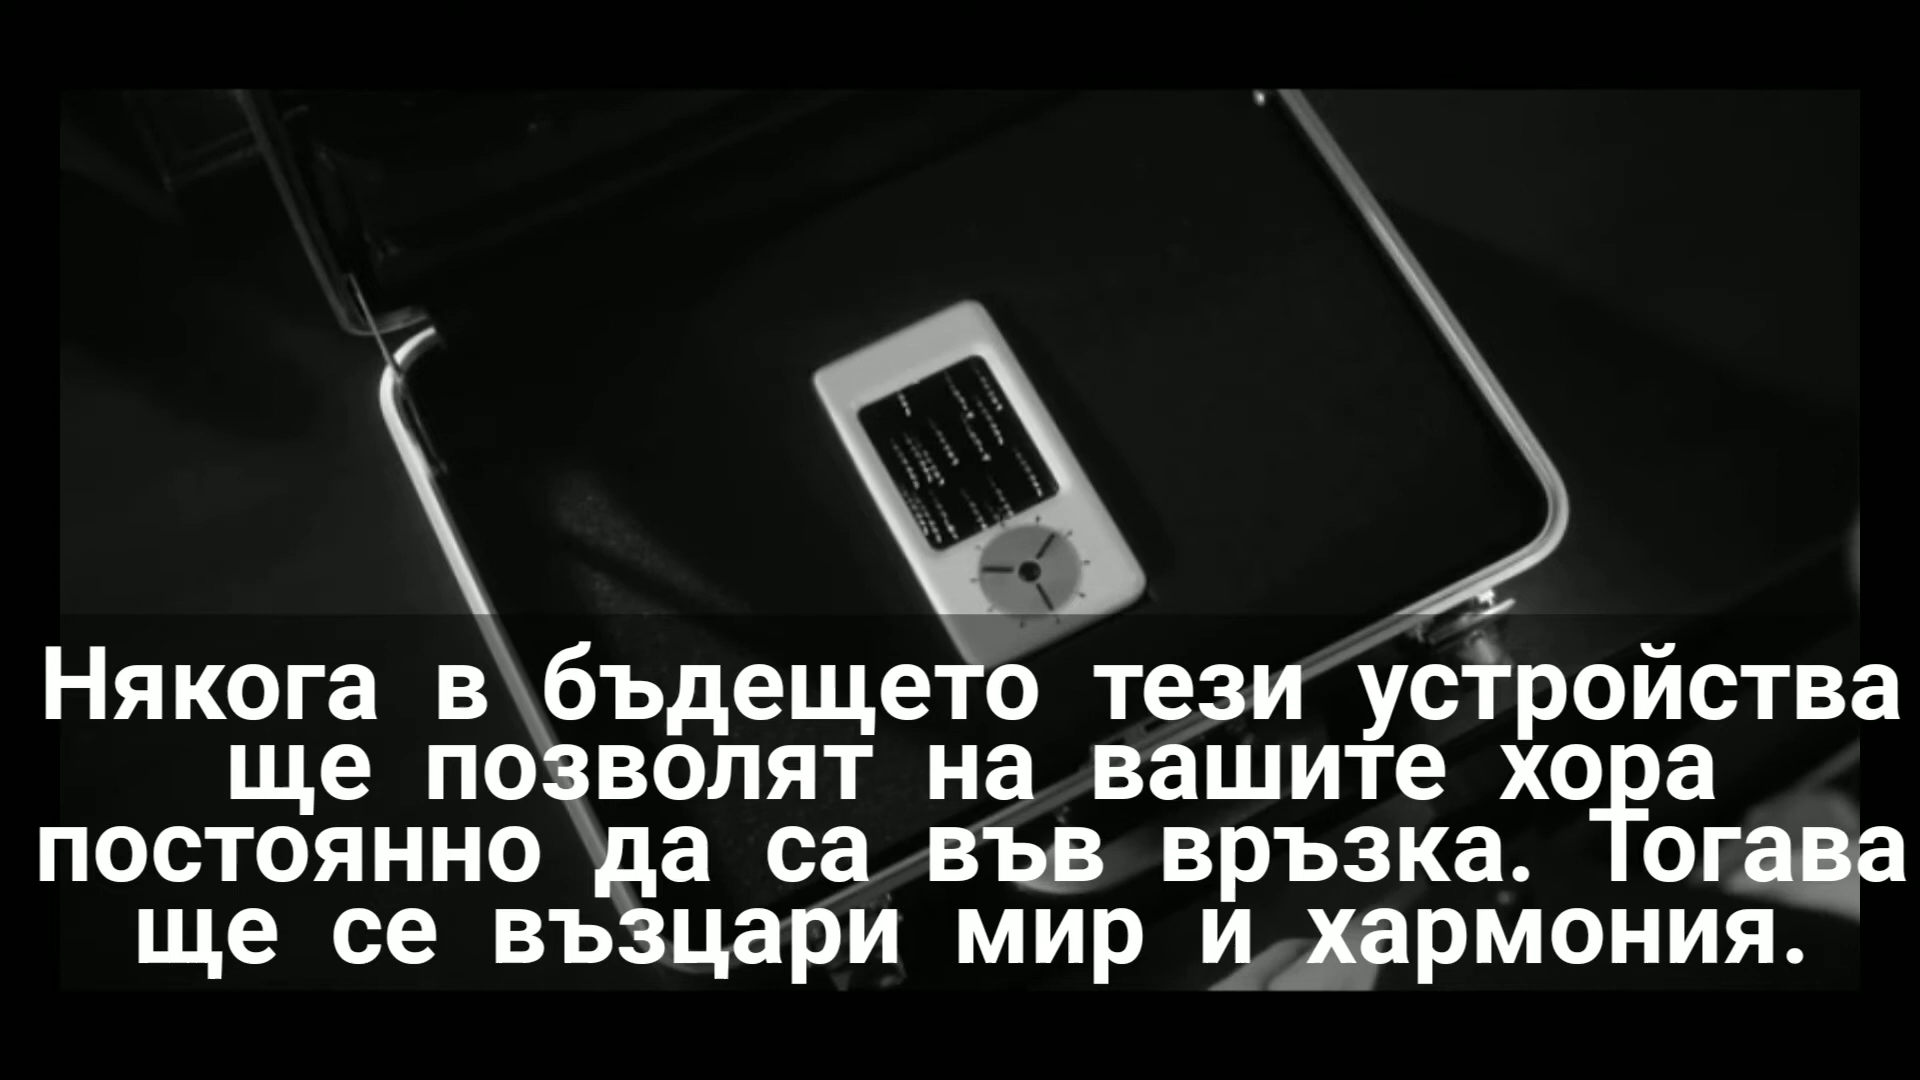 Някога в бъдещето тези устройства
ще позволят на вашите хора
постоянно да са във връзка. Тогава
ще се възцари мир и хармония.